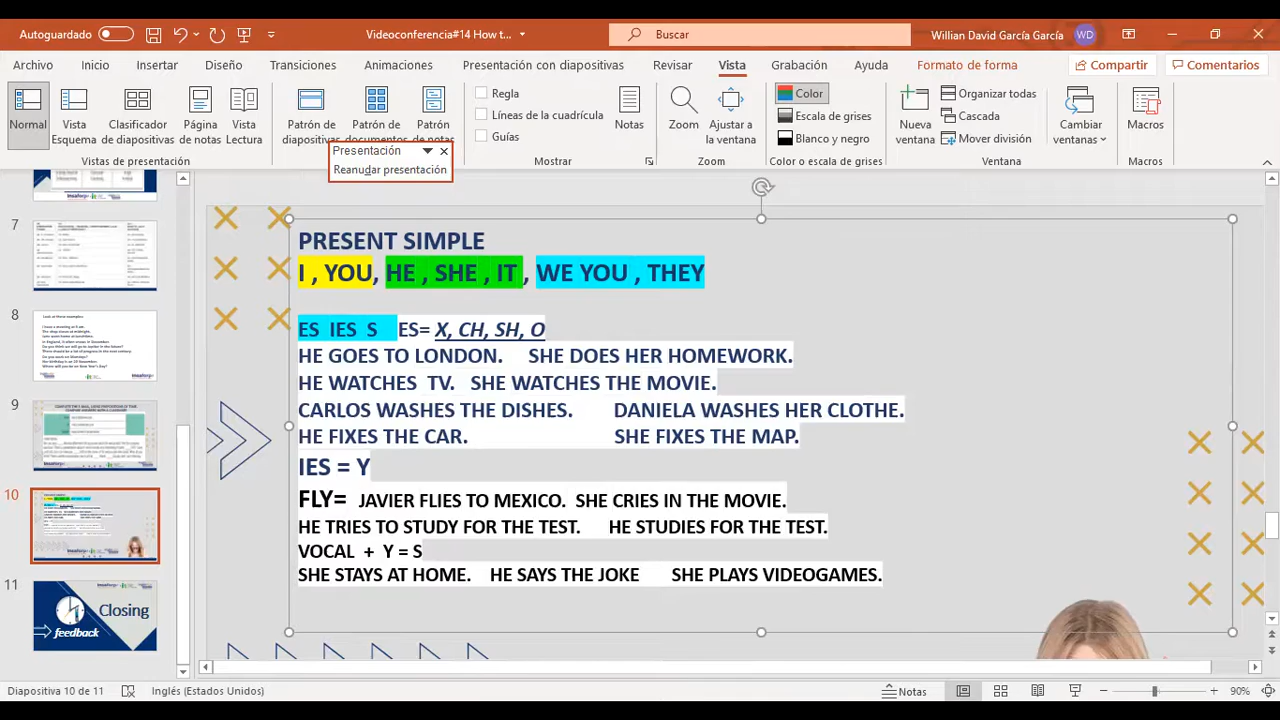 Autoguardado
Videoconferencia#14 How t...
Buscar
Willian David García García
WD
Archivo
Inicio
Insertar
Diseño
Transiciones
Animaciones
Presentación con diapositivas
Revisar
Vista
Grabación
Ayuda
Formato de forma
Compartir
Comentarios
Normal
Vista Esquema
Clasificador de diapositivas
Página de notas
Vista Lectura
Patrón de diapositivas
Patrón de documentos
Patrón de notas
Regla
Líneas de la cuadrícula
Guías
Notas
Zoom
Ajustar a la ventana
Color
Escala de grises
Blanco y negro
Nueva ventana
Organizar todas
Cascada
Mover división
Cambiar ventanas
Macros
Vistas de presentación
Mostrar
Zoom
Color o escala de grises
Ventana
Macros
Presentación
Reanudar presentación
7
8
9
10
11
Closing
feedback
ESENT SIMPLE
I , YOU, HE , SHE , IT , WE YOU , THEY
ES IES S ES= X, CH, SH, O
HE GOES TO LONDON. SHE DOES HER HOMEWORK.
HE WATCHES TV. SHE WATCHES THE MOVIE.
CARLOS WASHES THE DISHES. DANIELA WASHES HER CLOTHE.
HE FIXES THE CAR. SHE FIXES THE MAP.
IES = Y
FLY= JAVIER FLIES TO MEXICO. SHE CRIES IN THE MOVIE.
HE TRIES TO STUDY FOR THE TEST. HE STUDIES FOR THE TEST.
VOCAL + Y = S
SHE STAYS AT HOME. HE SAYS THE JOKE SHE PLAYS VIDEOGAMES.
Diapositiva 10 de 11
Inglés (Estados Unidos)
Notas
90%